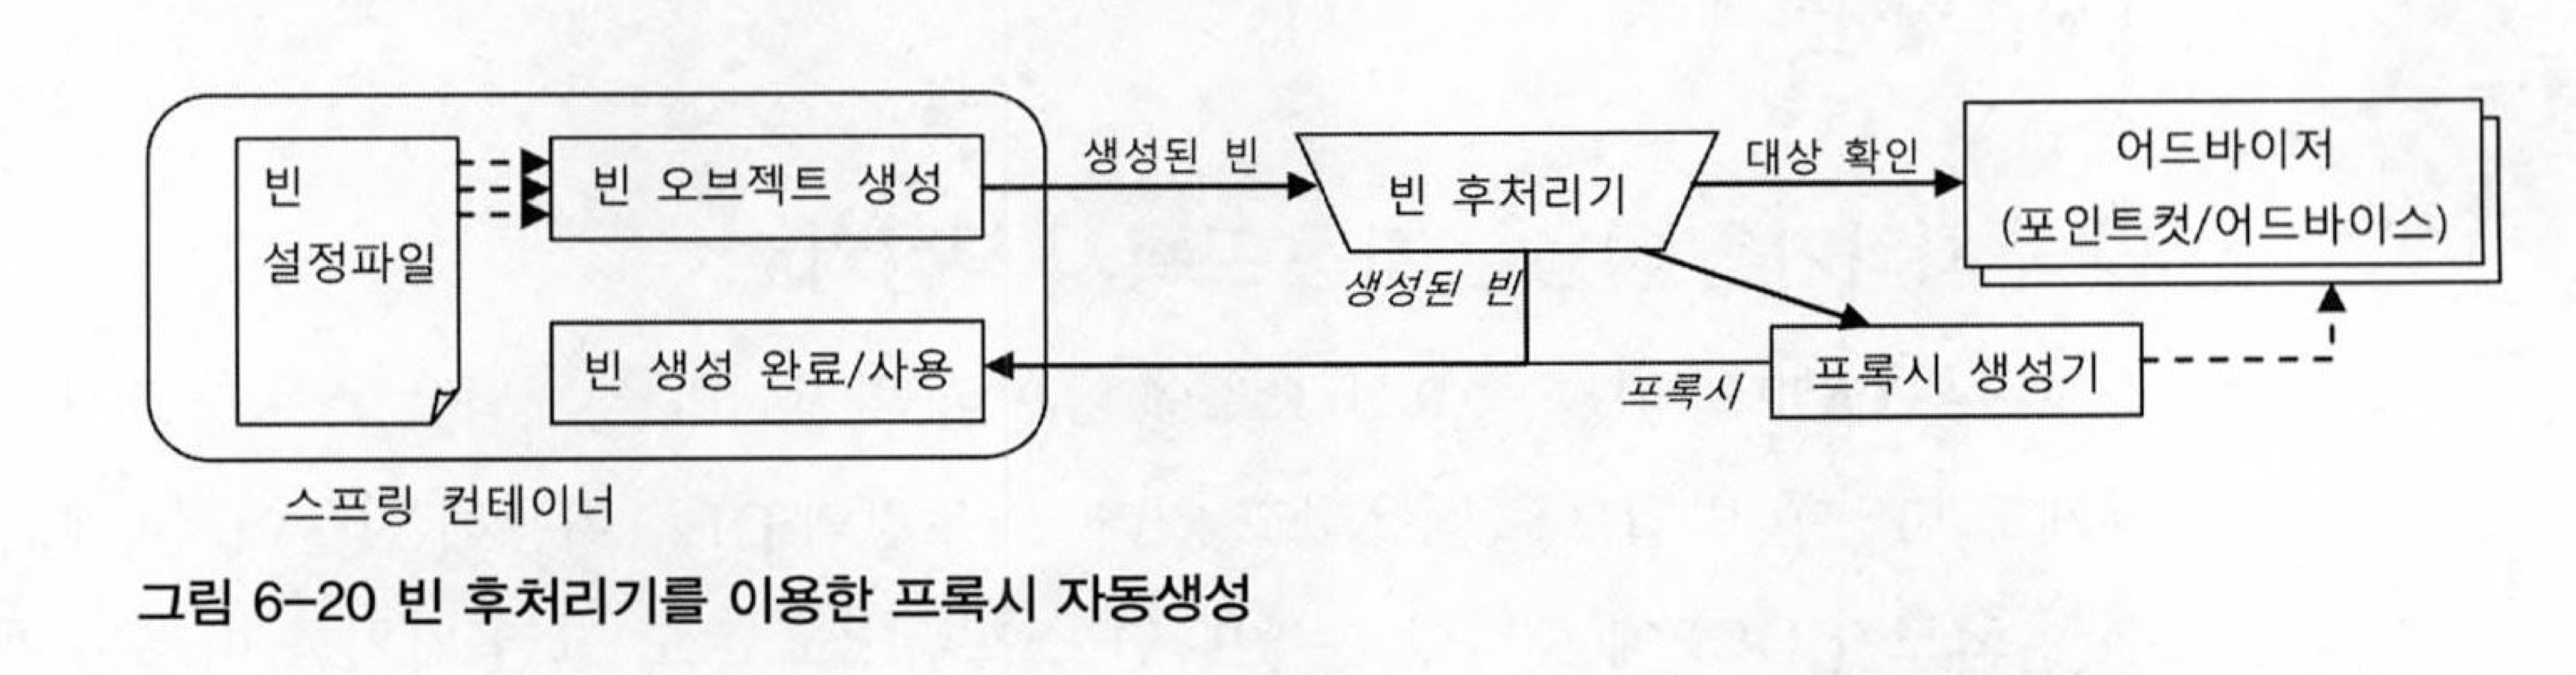 빈
설정파일
빈 오브젝트 생성
생성된 빈
빈 후처리기
대상 확인
어드바이저
(포인트컷/어드바이스)
생성된 빈
빈 생성 완료/사용
프록시
프록시 생성기
스프링 컨테이너
그림 6-20 빈 후처리기를 이용한 프록시 자동생성